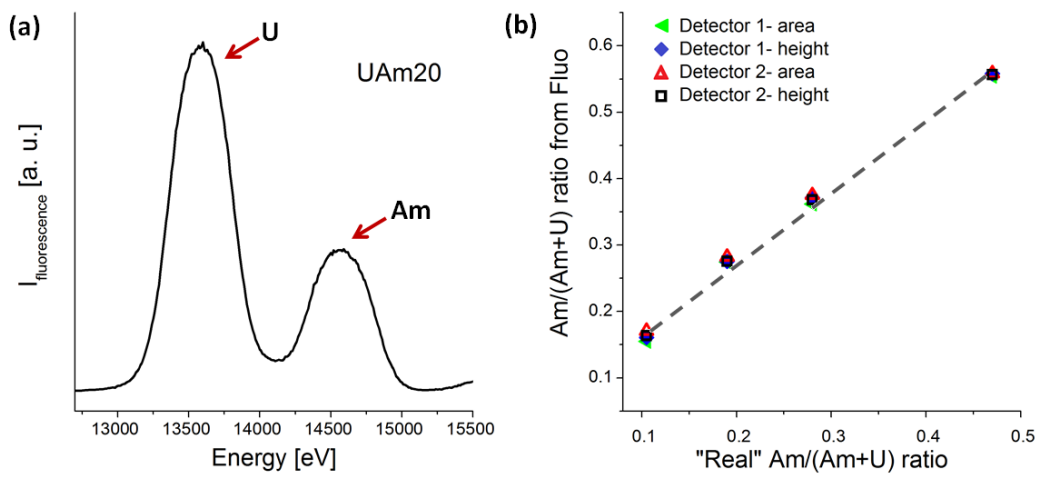 (a)
U
UAm20
Am
Ifluorescence [a. u.]
13000 13500 14000 14500 15000 15500
Energy [eV]
(b)
Detector 1- area
Detector 1- height
Detector 2- area
Detector 2- height
0.6
0.5
0.4
0.3
0.2
0.1
Am/(Am+U) ratio from Fluo
0.1 0.2 0.3 0.4 0.5
"Real" Am/(Am+U) ratio